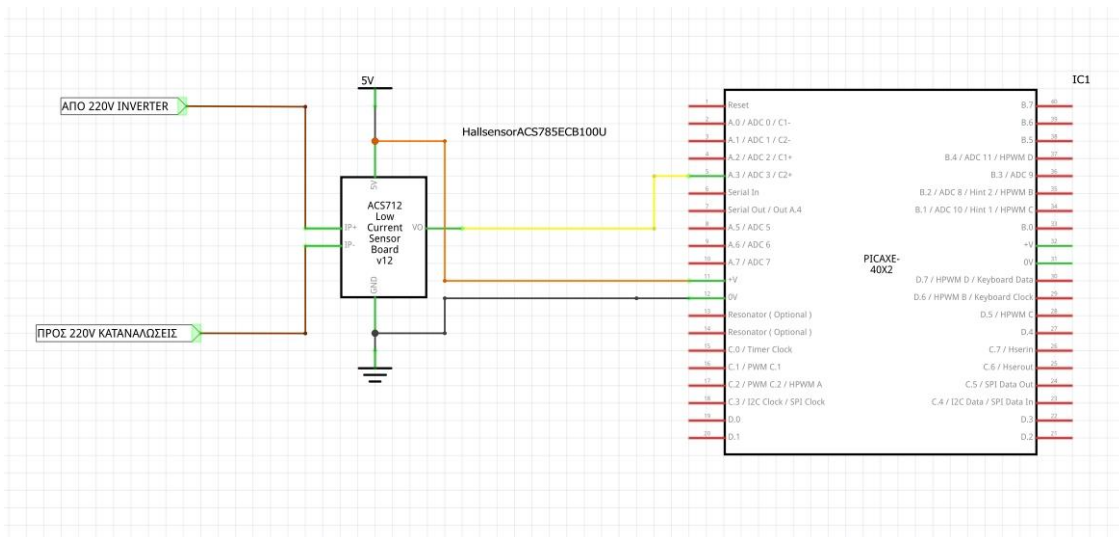 5V
ΑΠΟ 220V INVERTER
HallsensorACS785ECB100U
5V
ACS712
Low
Current
Sensor
Board
v12
IP+
IP-
VO
GND
ΠΡΟΣ 220V ΚΑΤΑΝΑΛΩΣΕΙΣ
IC1
PICAXE-
40X2
1 Reset
2 A.0 / ADC 0 / C1-
3 A.1 / ADC 1 / C2-
4 A.2 / ADC 2 / C1+
5 A.3 / ADC 3 / C2+
6 Serial In
7 Serial Out / Out A.4
8 A.5 / ADC 5
9 A.6 / ADC 6
10 A.7 / ADC 7
11 +V
12 0V
13 Resonator ( Optional )
14 Resonator ( Optional )
15 C.0 / Timer Clock
16 C.1 / PWM C.1
17 C.2 / PWM C.2 / HPWM A
18 C.3 / I2C Clock / SPI Clock
19 D.0
20 D.1
B.7 40
B.6 39
B.5 38
B.4 / ADC 11 / HPWM D 37
B.3 / ADC 9 36
B.2 / ADC 8 / Hint 2 / HPWM B 35
B.1 / ADC 10 / Hint 1 / HPWM C 34
B.0 33
+V 32
0V 31
D.7 / HPWM D / Keyboard Data 30
D.6 / HPWM B / Keyboard Clock 29
D.5 / HPWM C 28
D.4 27
C.7 / Hserin 26
C.6 / Hserout 25
C.5 / SPI Data Out 24
C.4 / I2C Data / SPI Data In 23
D.3 22
D.2 21